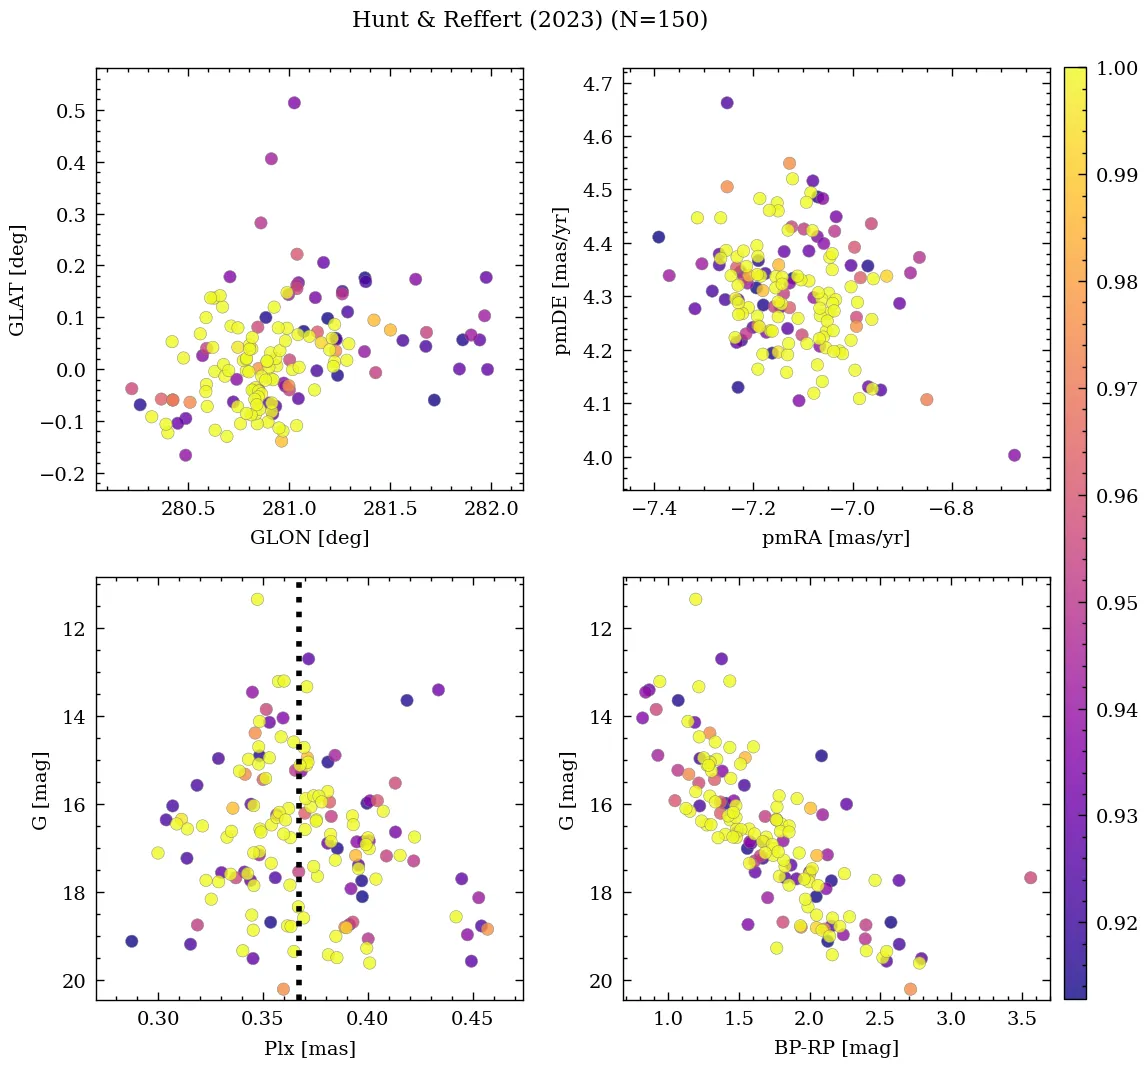 Hunt & Reffert (2023) (N=150)
0.5
0.4
0.3
0.2
0.1
0.0
−0.1
−0.2
GLAT [deg]
280.5 281.0 281.5 282.0
GLON [deg]
4.7
4.6
4.5
4.4
4.3
4.2
4.1
4.0
pmDE [mas/yr]
−7.4 −7.2 −7.0 −6.8
pmRA [mas/yr]
12
14
16
18
20
G [mag]
0.30 0.35 0.40 0.45
Plx [mas]
12
14
16
18
20
G [mag]
1.0 1.5 2.0 2.5 3.0 3.5
BP-RP [mag]
1.00
0.99
0.98
0.97
0.96
0.95
0.94
0.93
0.92